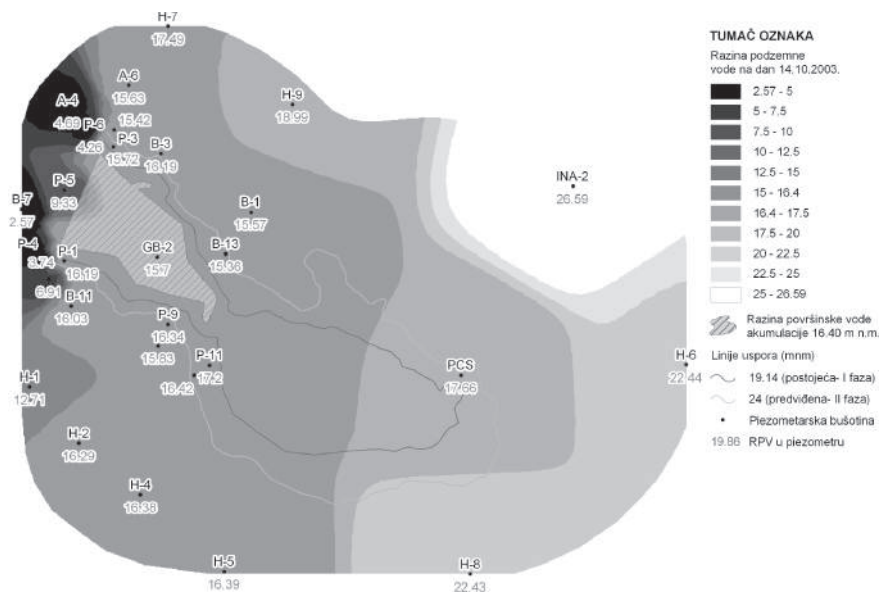 H-7
17.49
A-6
15.63
A-4
4.69
15.42
P-6
4.26
P-3
15.72
B-3
16.19
H-9
18.99
INA-2
26.59
P-5
9.33
B-7
2.57
B-1
15.57
P-4
3.74
P-1
16.19
GB-2
15.7
B-13
15.36
6.91
B-11
16.03
P-9
16.34
15.83
P-11
17.2
16.42
PCS
17.66
H-6
22.44
H-1
12.71
H-2
16.29
H-4
16.38
H-5
16.39
H-8
22.43
TUMAČ OZNAKA
Razina podzemne
vode na dan 14.10.2003.
2.57 - 5
5 - 7.5
7.5 - 10
10 - 12.5
12.5 - 15
15 - 16.4
16.4 - 17.5
17.5 - 20
20 - 22.5
22.5 - 25
25 - 26.59
Razina površinske vode
akumulacije 16.40 m n.m.
Linije uspora (mnm)
19.14 (postojeća- I faza)
24 (predviđena- II faza)
Piezometarska bušotina
19.86 RPV u piezometru